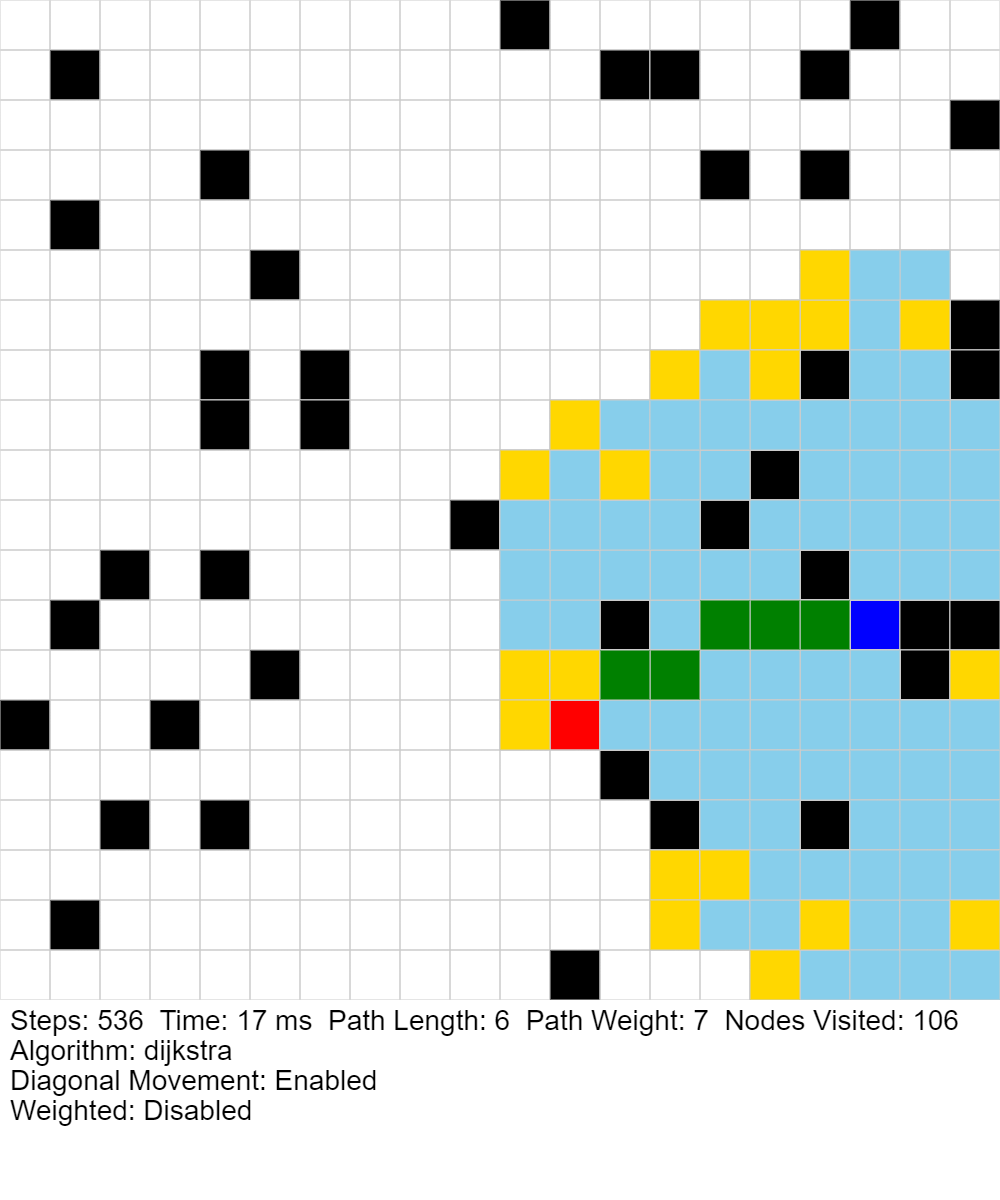 Steps: 536  Time: 17 ms  Path Length: 6  Path Weight: 7  Nodes Visited: 106
Algorithm: dijkstra
Diagonal Movement: Enabled
Weighted: Disabled